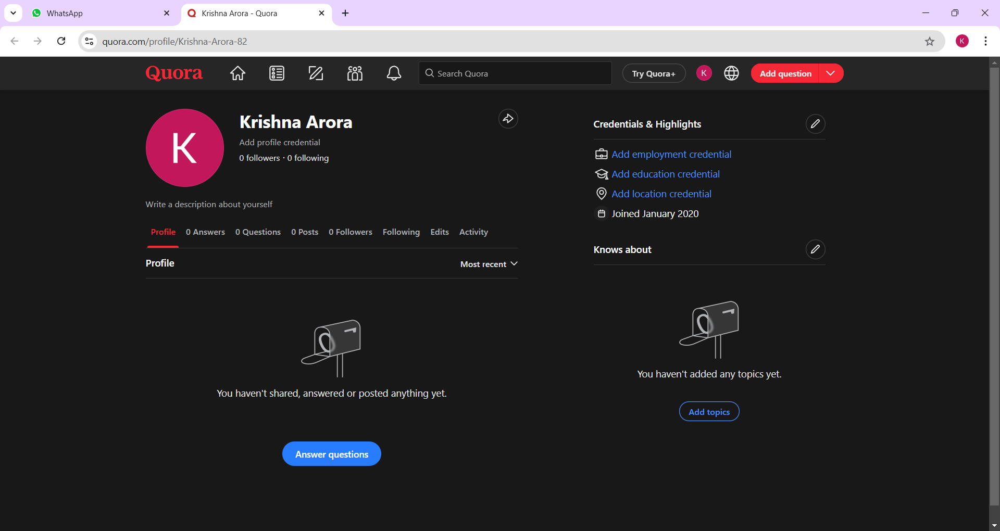 WhatsApp
Krishna Arora - Quora
quora.com/profile/Krishna-Arora-82
K
Quora
Search Quora
Try Quora+
K
Add question
K
Krishna Arora
Add profile credential
0 followers · 0 following
Write a description about yourself
Profile 0 Answers 0 Questions 0 Posts 0 Followers Following Edits Activity
Profile
Most recent
You haven't shared, answered or posted anything yet.
Answer questions
Credentials & Highlights
Add employment credential
Add education credential
Add location credential
Joined January 2020
Knows about
You haven't added any topics yet.
Add topics